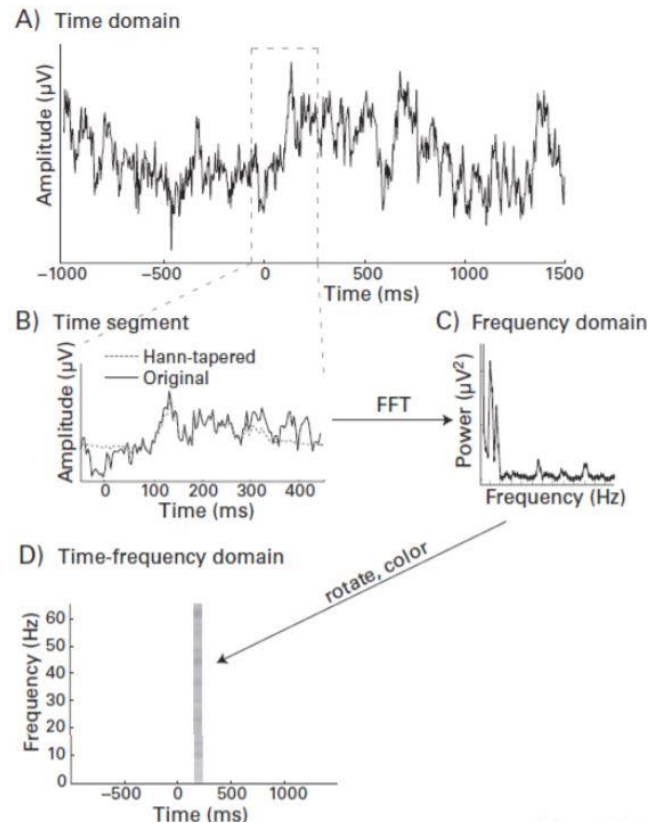 A) Time domain
Amplitude (µV)
−1000 −500 0 500 1000 1500
Time (ms)
B) Time segment
Hann-tapered
Original
Amplitude (µV)
0 100 200 300 400
Time (ms)
FFT
C) Frequency domain
Power (µV²)
Frequency (Hz)
rotate, color
D) Time-frequency domain
Frequency (Hz)
60
50
40
30
20
10
0
−500 0 500 1000
Time (ms)